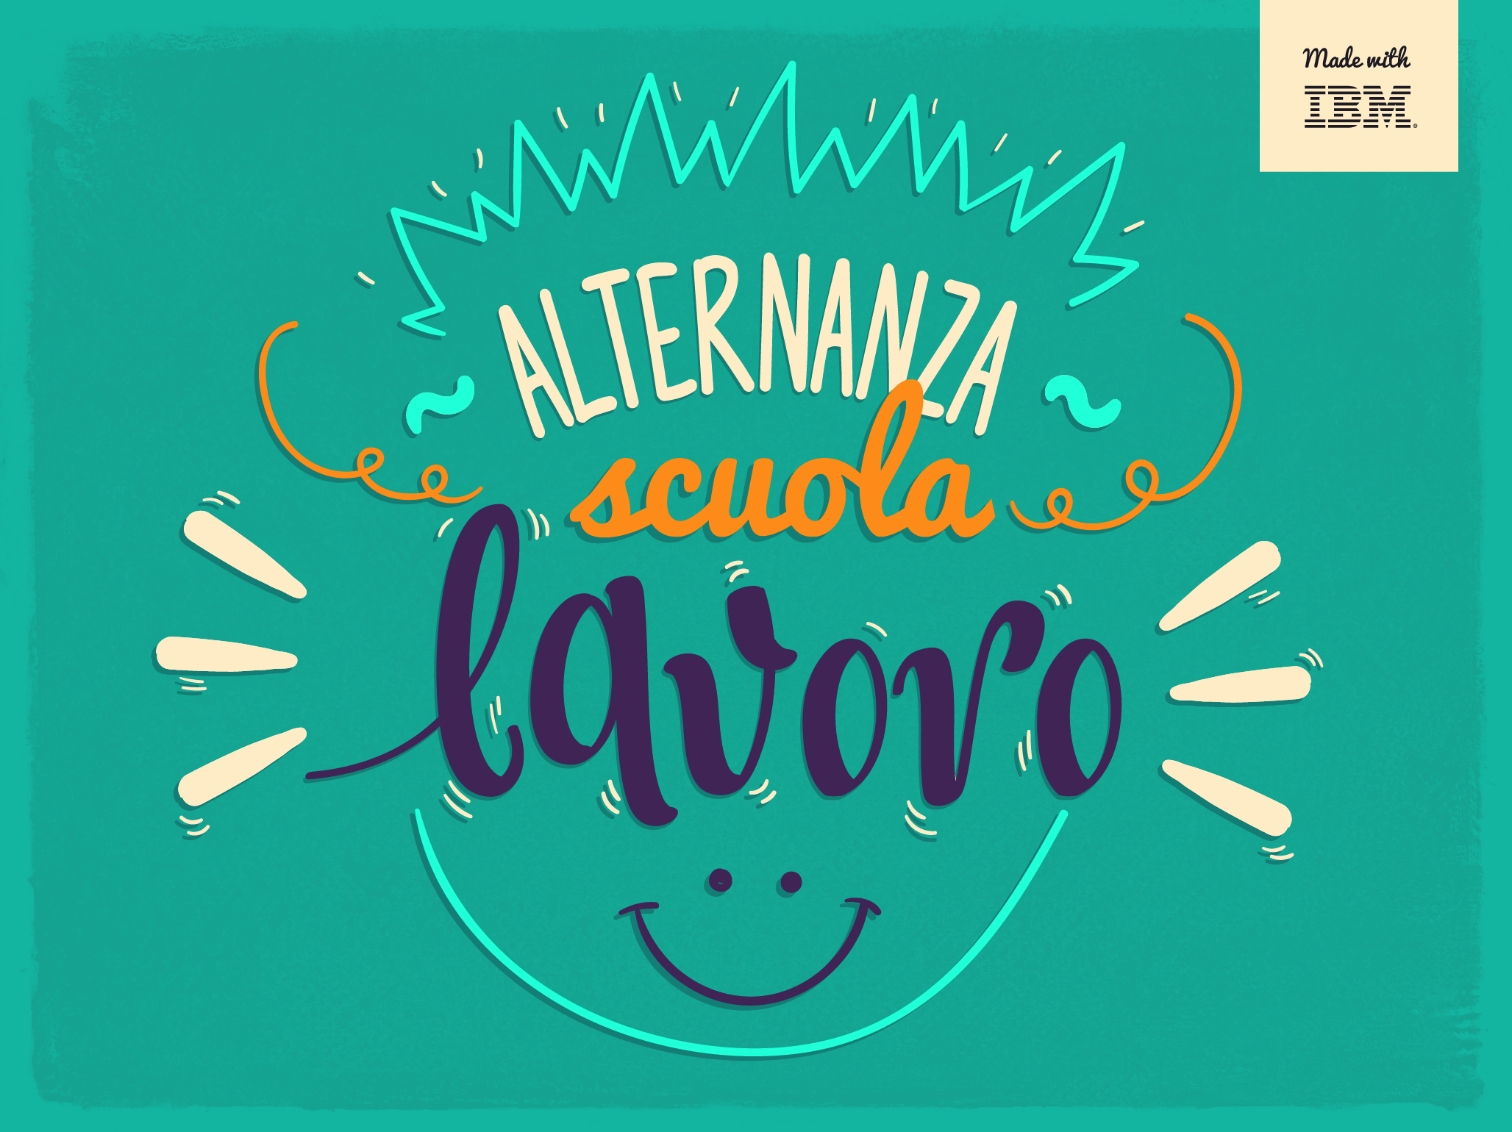 Made with
IBM®
ALTERNANZA
scuola
lavoro